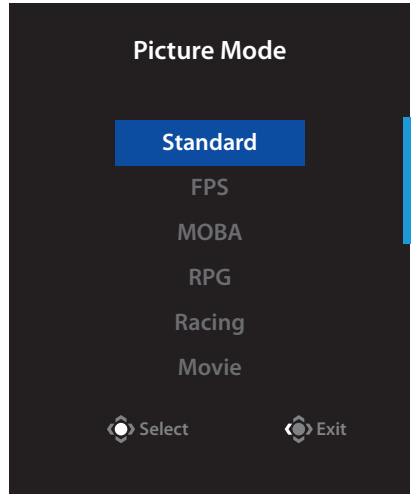 Picture Mode
Standard
FPS
MOBA
RPG
Racing
Movie
Select Exit